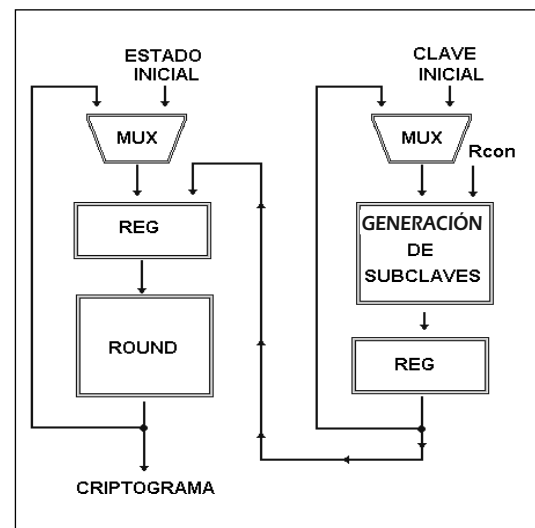 ESTADO
INICIAL
MUX
REG
ROUND
CRIPTOGRAMA
CLAVE
INICIAL
MUX
Rcon
GENERACIÓN
DE
SUBCLAVES
REG